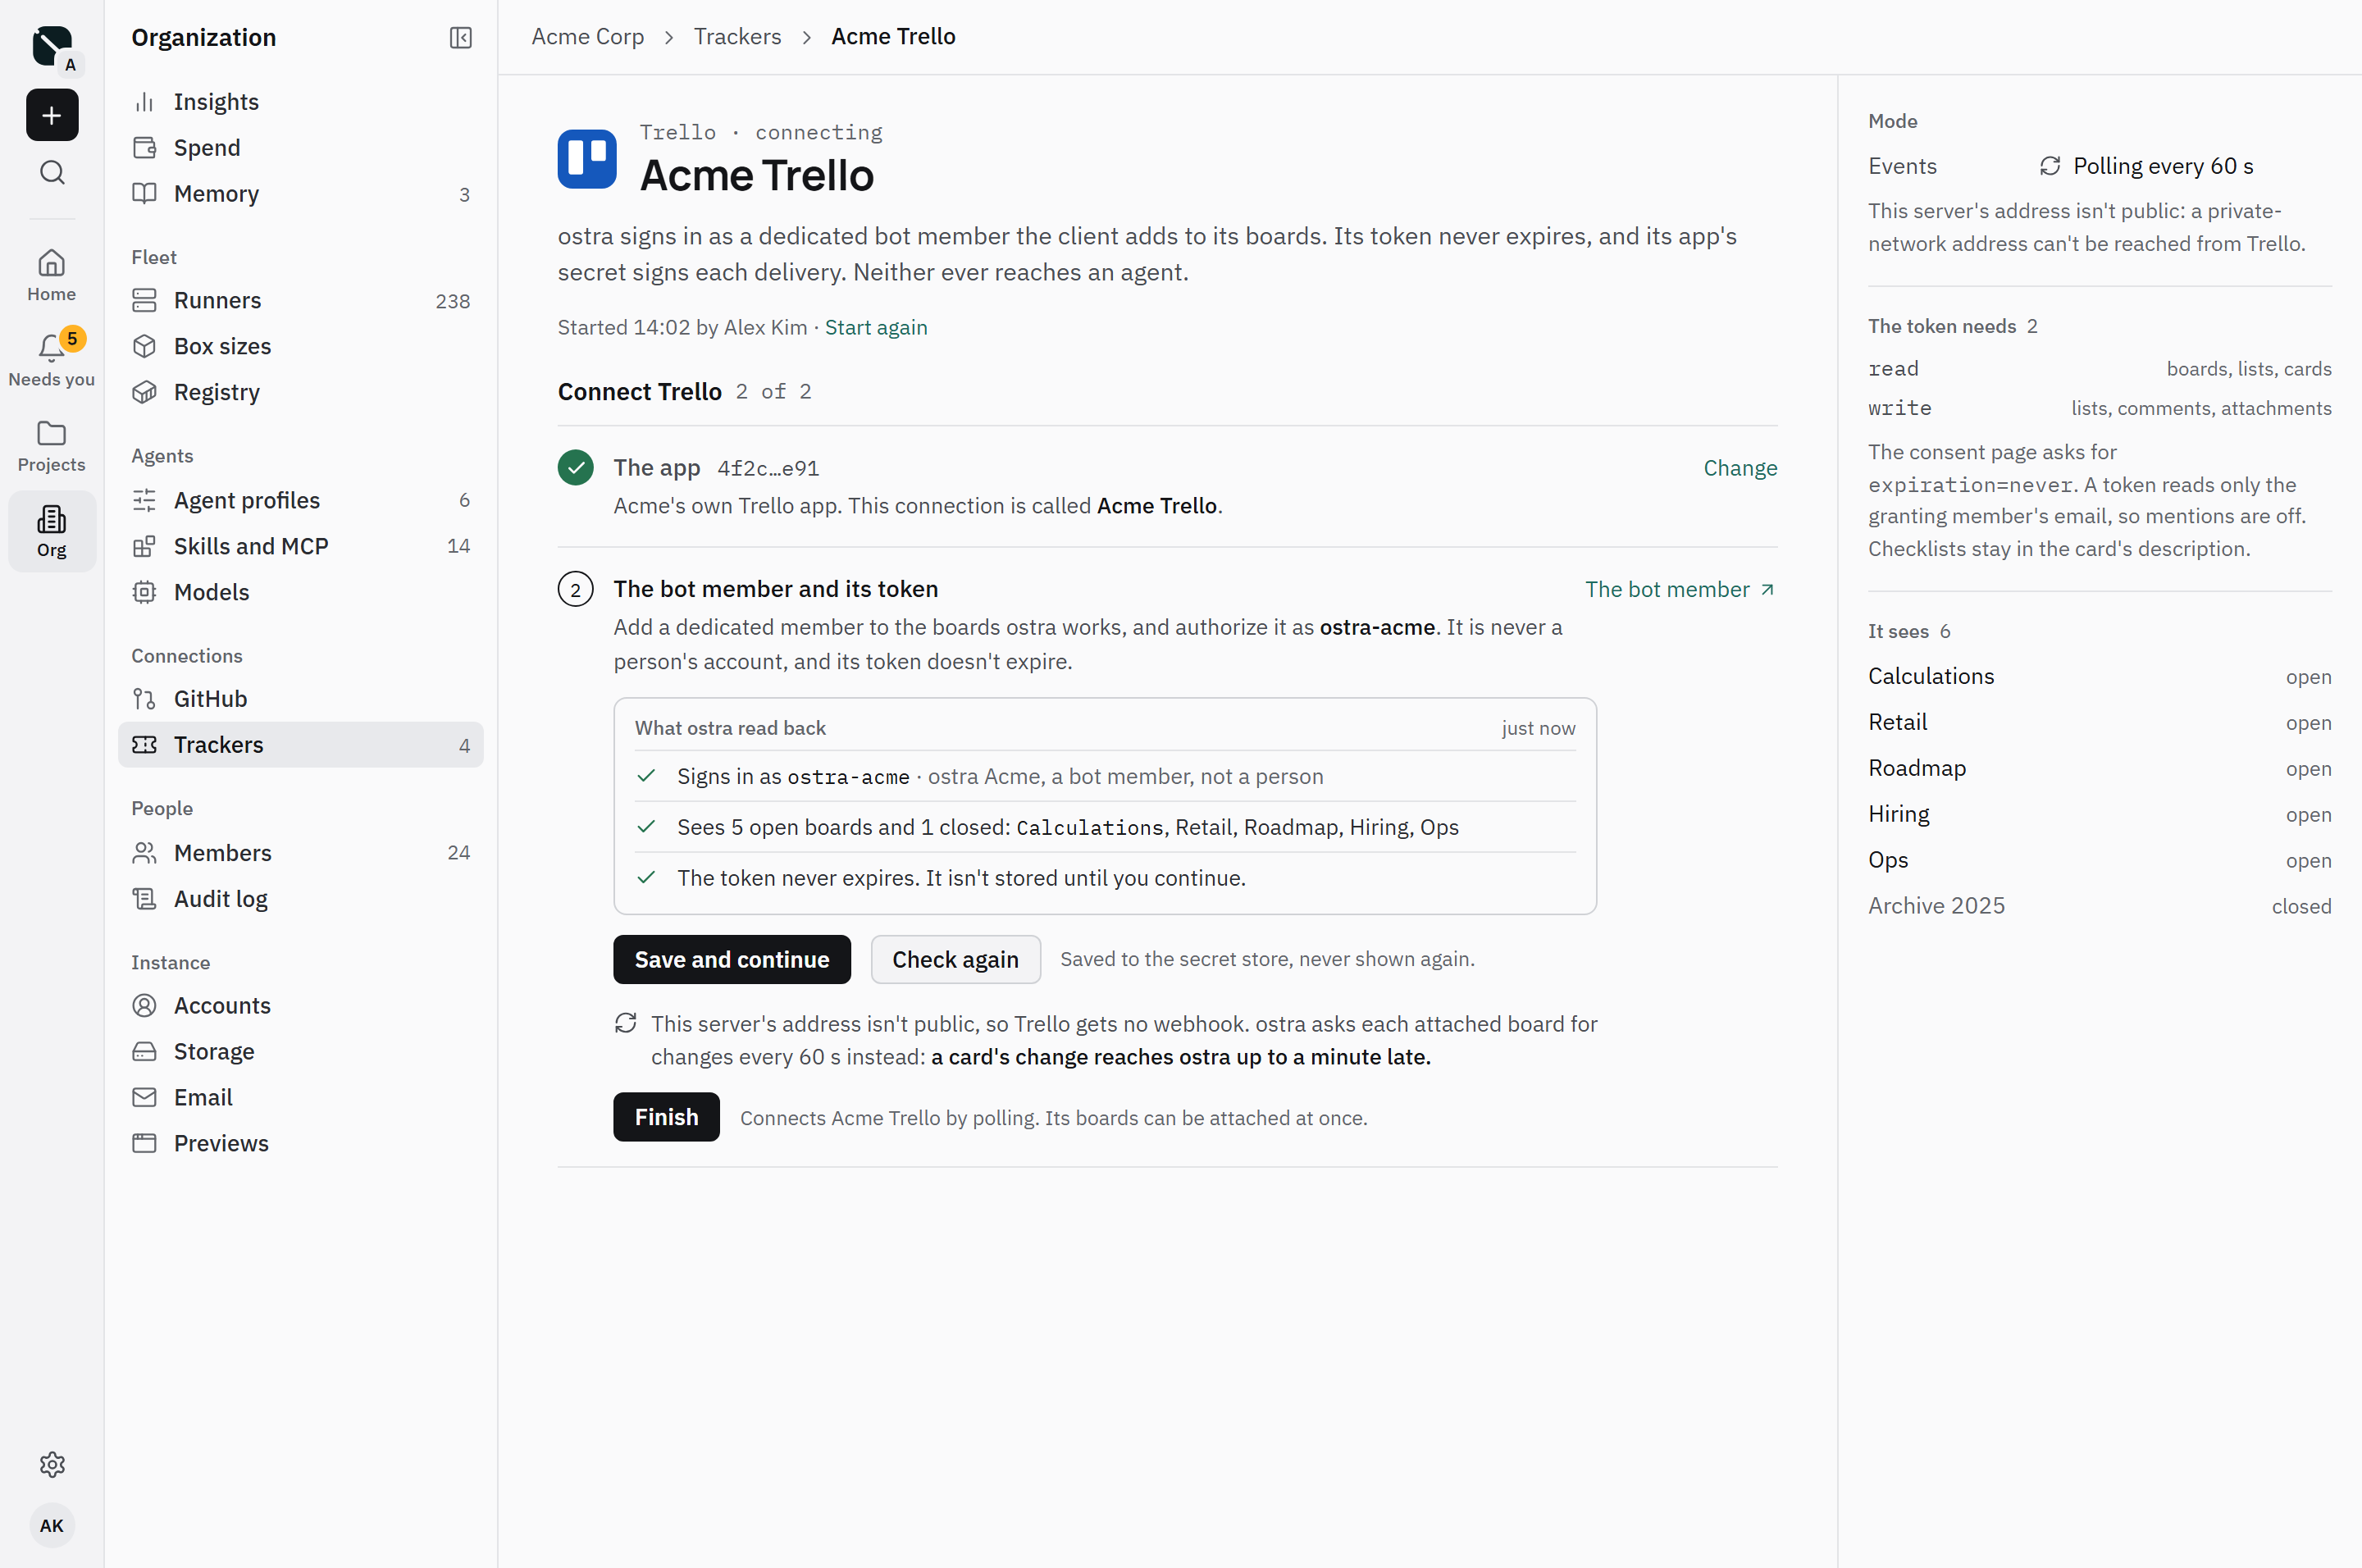 A
Home
5
Needs you
Projects
Org
AK
Organization
Insights
Spend
Memory 3
Fleet
Runners 238
Box sizes
Registry
Agents
Agent profiles 6
Skills and MCP 14
Models
Connections
GitHub
Trackers 4
People
Members 24
Audit log
Instance
Accounts
Storage
Email
Previews
Acme Corp > Trackers > Acme Trello
Trello · connecting
Acme Trello
ostra signs in as a dedicated bot member the client adds to its boards. Its token never expires, and its app's
secret signs each delivery. Neither ever reaches an agent.
Started 14:02 by Alex Kim · Start again
Connect Trello 2 of 2
The app 4f2c…e91 Change
Acme's own Trello app. This connection is called Acme Trello.
2 The bot member and its token The bot member
Add a dedicated member to the boards ostra works, and authorize it as ostra-acme. It is never a
person's account, and its token doesn't expire.
What ostra read back just now
Signs in as ostra-acme · ostra Acme, a bot member, not a person
Sees 5 open boards and 1 closed: Calculations, Retail, Roadmap, Hiring, Ops
The token never expires. It isn't stored until you continue.
Save and continue Check again Saved to the secret store, never shown again.
This server's address isn't public, so Trello gets no webhook. ostra asks each attached board for
changes every 60 s instead: a card's change reaches ostra up to a minute late.
Finish Connects Acme Trello by polling. Its boards can be attached at once.
Mode
Events Polling every 60 s
This server's address isn't public: a private-
network address can't be reached from Trello.
The token needs 2
read boards, lists, cards
write lists, comments, attachments
The consent page asks for
expiration=never. A token reads only the
granting member's email, so mentions are off.
Checklists stay in the card's description.
It sees 6
Calculations open
Retail open
Roadmap open
Hiring open
Ops open
Archive 2025 closed